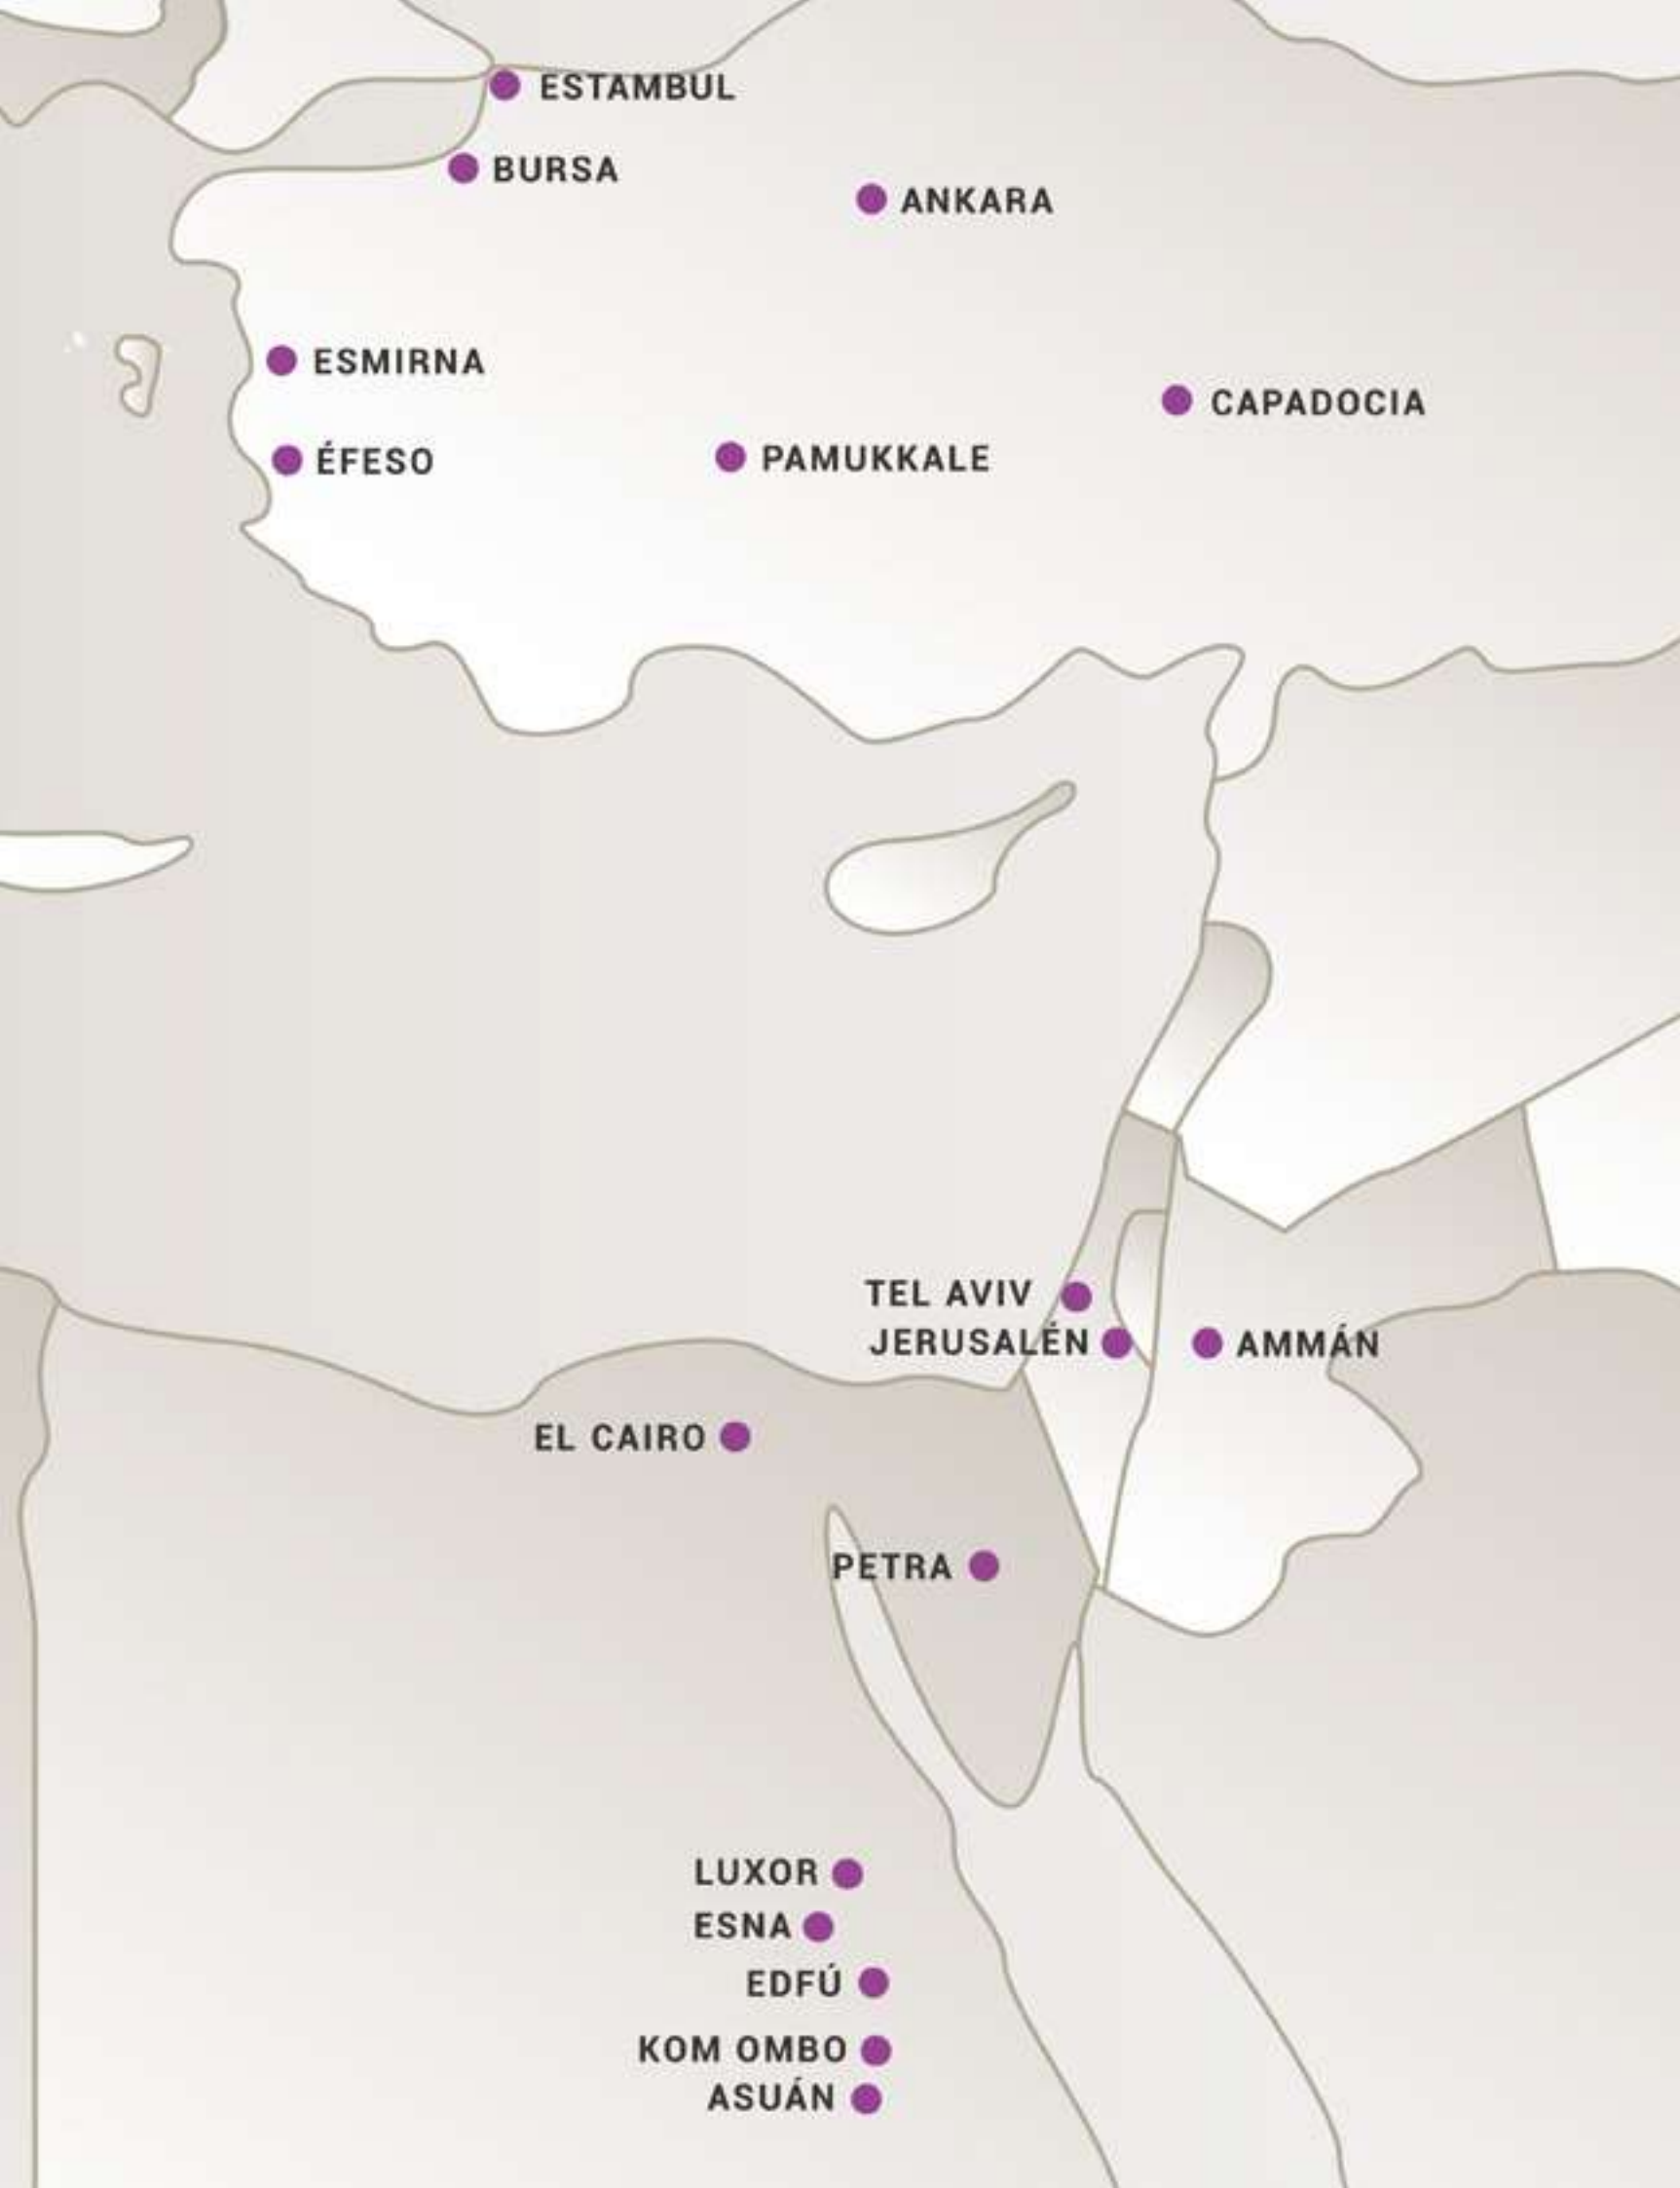 ESTAMBUL
BURSA
ANKARA
ESMIRNA
CAPADOCIA
ÉFESO
PAMUKKALE
TEL AVIV
JERUSALÉN
AMMÁN
EL CAIRO
PETRA
LUXOR
ESNA
EDFÚ
KOM OMBO
ASUÁN